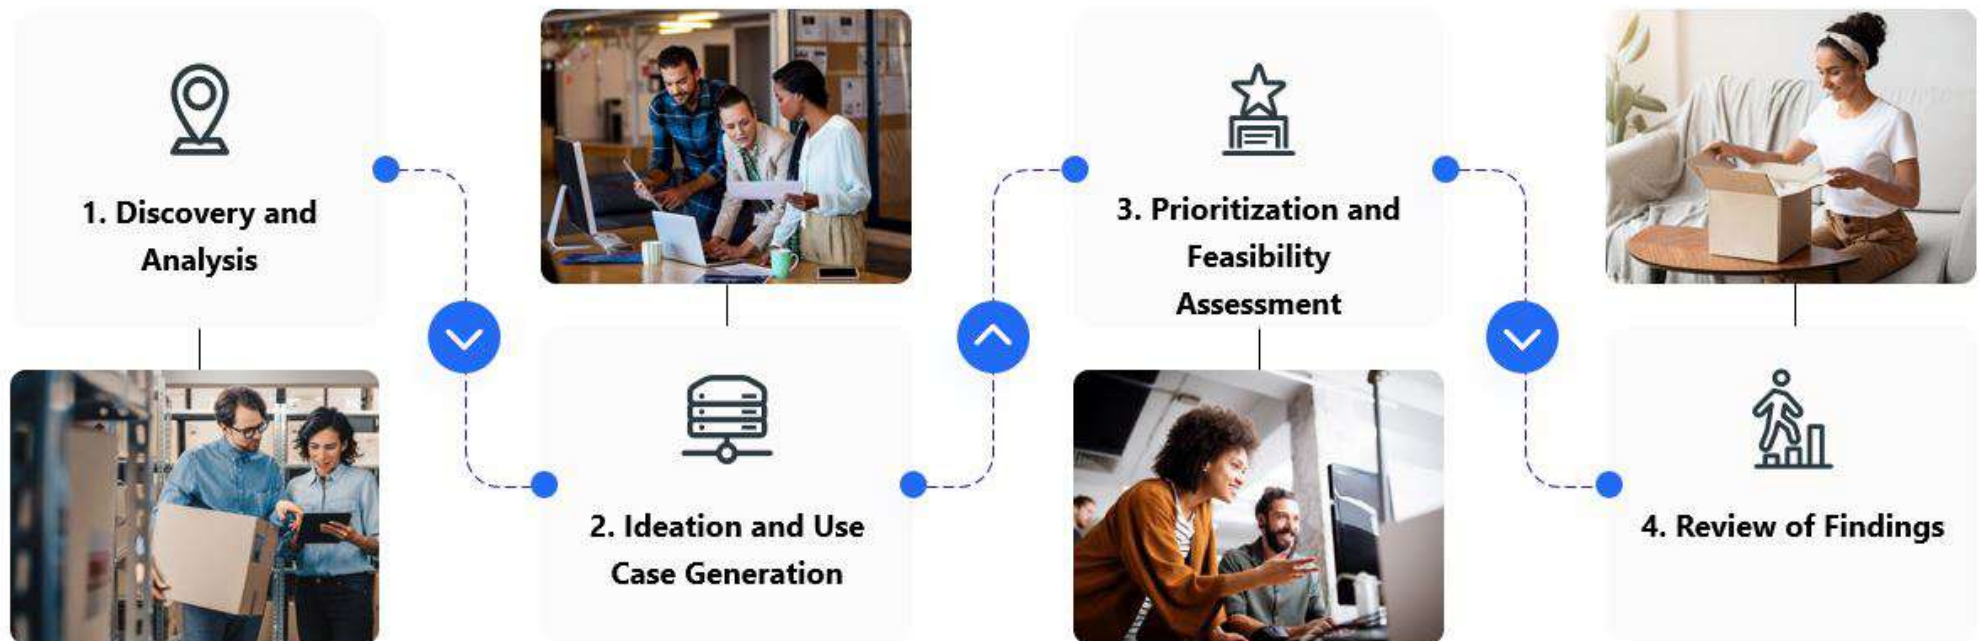 1. Discovery and
Analysis
2. Ideation and Use
Case Generation
3. Prioritization and
Feasibility
Assessment
4. Review of Findings